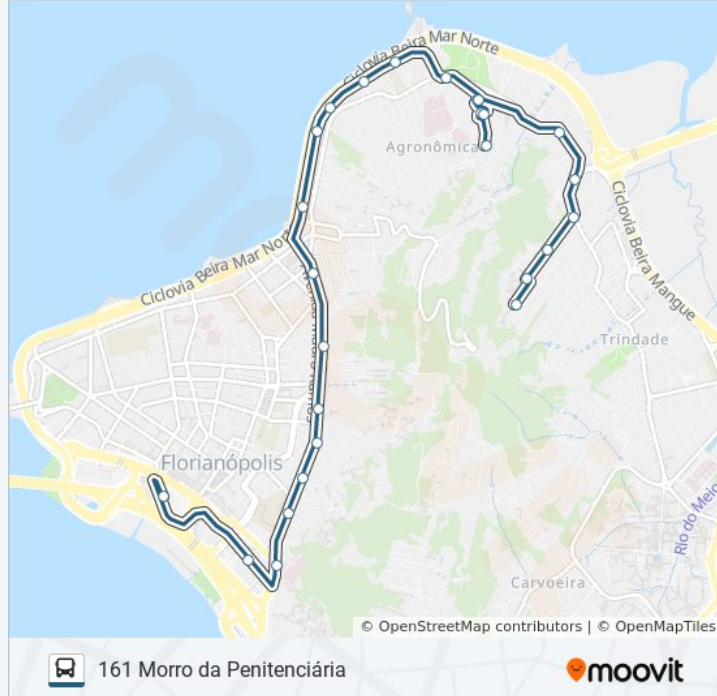 Ciclovia Beira Mar Norte
Agronômica
Ciclovia Beira Mar Norte
Ciclovia Beira Mangue
Trindade
Florianópolis
Rio do Meio
Carvoeira
© OpenStreetMap contributors | © OpenMapTiles
161 Morro da Penitenciária
moovit